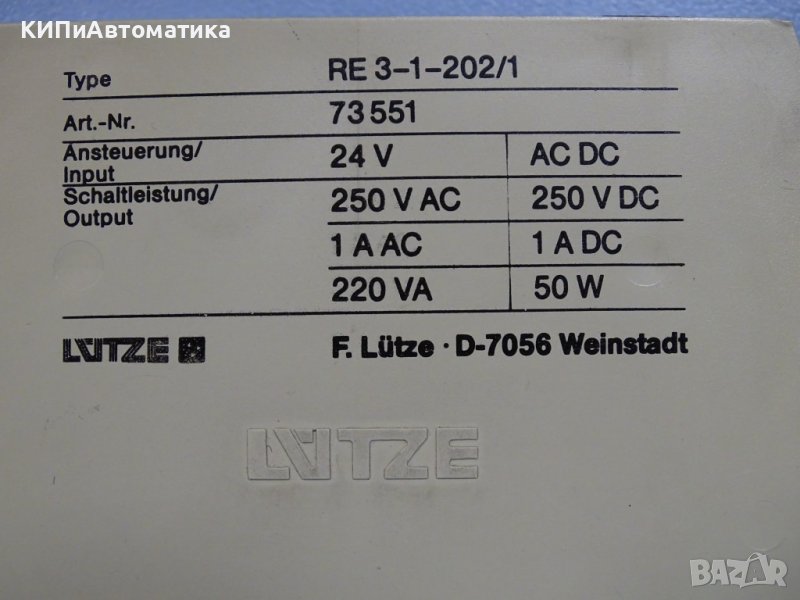 КИПиАвтоматика
Type RE 3-1-202/1
Art.-Nr. 73 551
Ansteuerung/
Input 24 V AC DC
Schaltleistung/
Output 250 V AC 250 V DC
1 A AC 1 A DC
220 VA 50 W
LÜTZE F. Lütze · D-7056 Weinstadt
LÜTZE
BAZAR